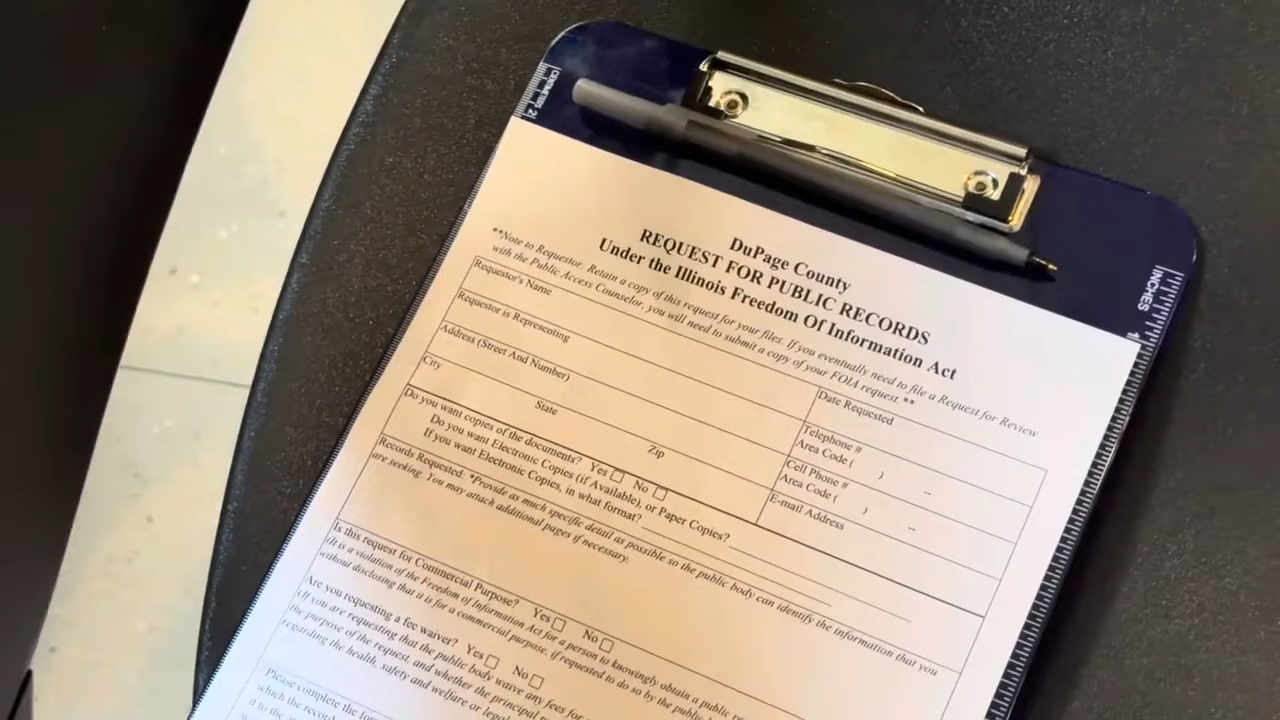 CENTIMETERS 2
INCHES
1
DuPage County
REQUEST FOR PUBLIC RECORDS
Under the Illinois Freedom Of Information Act
**Note to Requestor: Retain a copy of this request for your files. If you eventually need to file a Request for Review
with the Public Access Counselor, you will need to submit a copy of your FOIA request.**
Requestor's Name
Date Requested
Requestor is Representing
Telephone #
Area Code ( ) --
Address (Street And Number)
Cell Phone #
Area Code ( ) --
City State Zip
E-mail Address
Do you want copies of the documents? Yes No
Do you want Electronic Copies (if Available), or Paper Copies?
If you want Electronic Copies, in what format?
Records Requested: *Provide as much specific detail as possible so the public body can identify the information that you
are seeking. You may attach additional pages if necessary.
Is this request for Commercial Purpose? Yes No
(It is a violation of the Freedom of Information Act for a person to knowingly obtain a public
without disclosing that it is for a commercial purpose, if requested to do so by the public
Are you requesting a fee waiver? Yes No
(If you are requesting that the public body waive any fees for
the purpose of the request, and whether the principal
regarding the health, safety and welfare or legal
Please complete the form
which the record
it to the